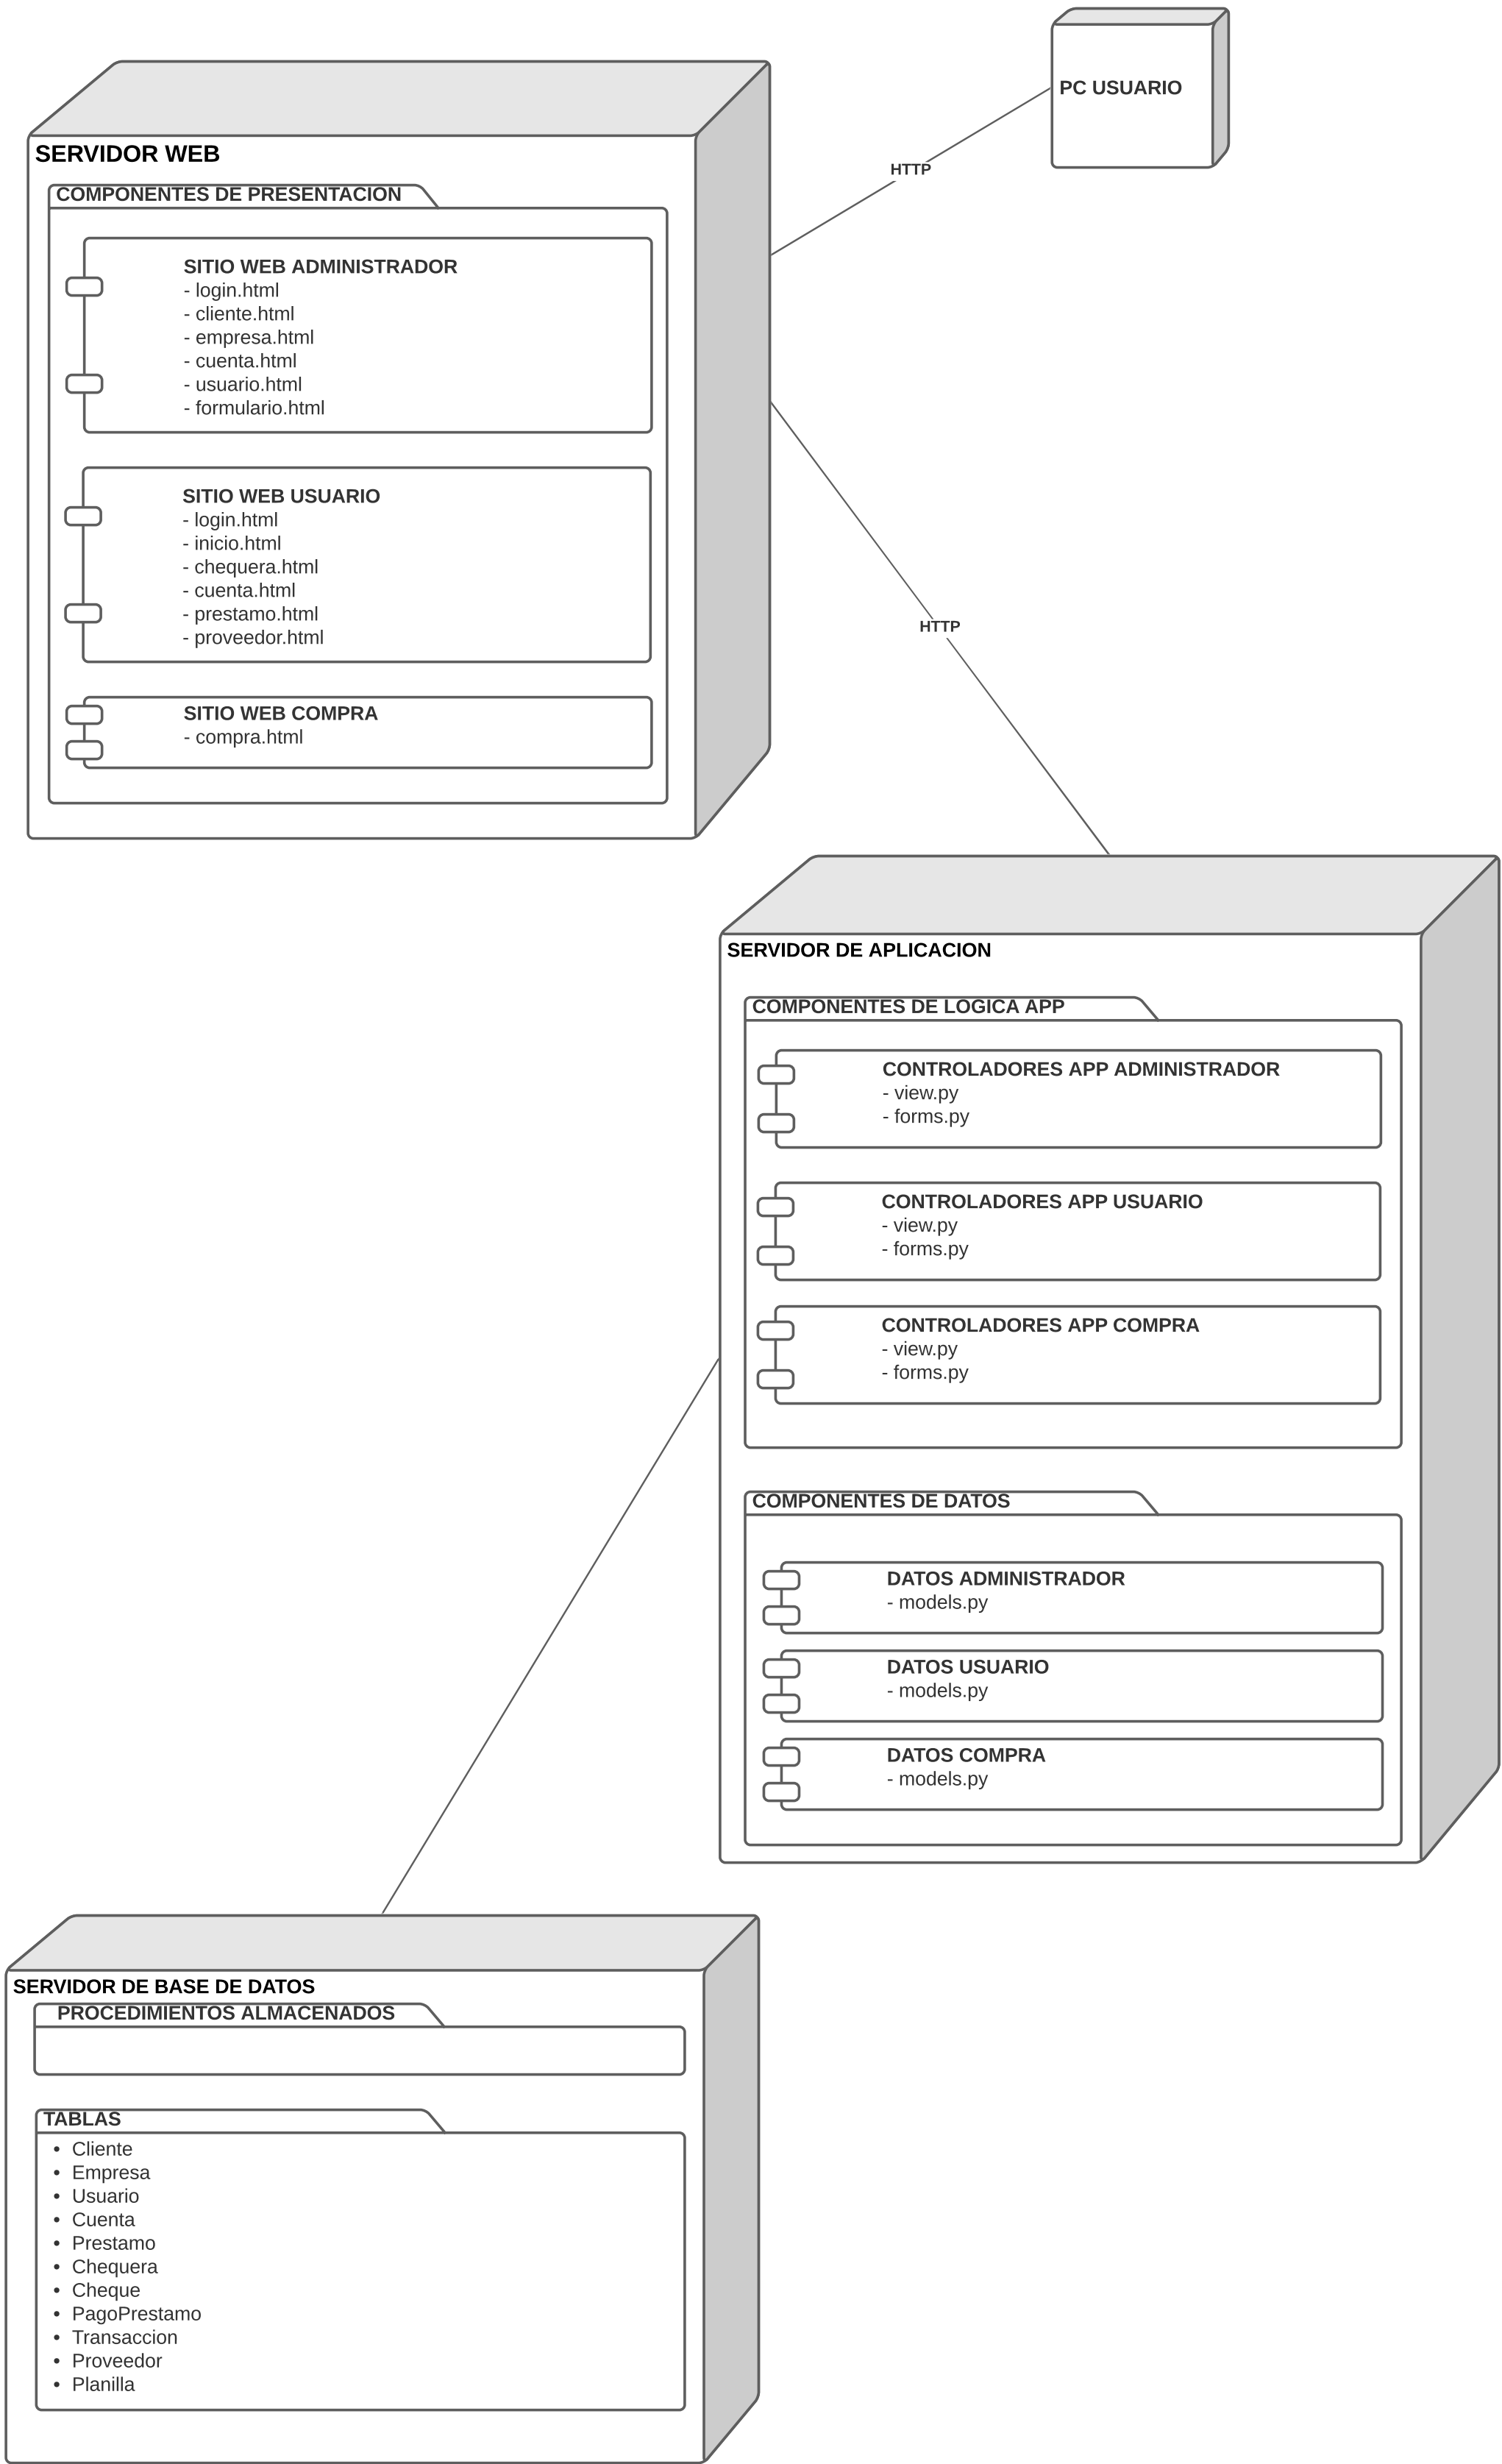 PC USUARIO
HTTP
SERVIDOR WEB
COMPONENTES DE PRESENTACION
SITIO WEB ADMINISTRADOR
- login.html
- cliente.html
- empresa.html
- cuenta.html
- usuario.html
- formulario.html
SITIO WEB USUARIO
- login.html
- inicio.html
- chequera.html
- cuenta.html
- prestamo.html
- proveedor.html
SITIO WEB COMPRA
- compra.html
HTTP
SERVIDOR DE APLICACION
COMPONENTES DE LOGICA APP
CONTROLADORES APP ADMINISTRADOR
- view.py
- forms.py
CONTROLADORES APP USUARIO
- view.py
- forms.py
CONTROLADORES APP COMPRA
- view.py
- forms.py
COMPONENTES DE DATOS
DATOS ADMINISTRADOR
- models.py
DATOS USUARIO
- models.py
DATOS COMPRA
- models.py
SERVIDOR DE BASE DE DATOS
PROCEDIMIENTOS ALMACENADOS
TABLAS
• Cliente
• Empresa
• Usuario
• Cuenta
• Prestamo
• Chequera
• Cheque
• PagoPrestamo
• Transaccion
• Proveedor
• Planilla